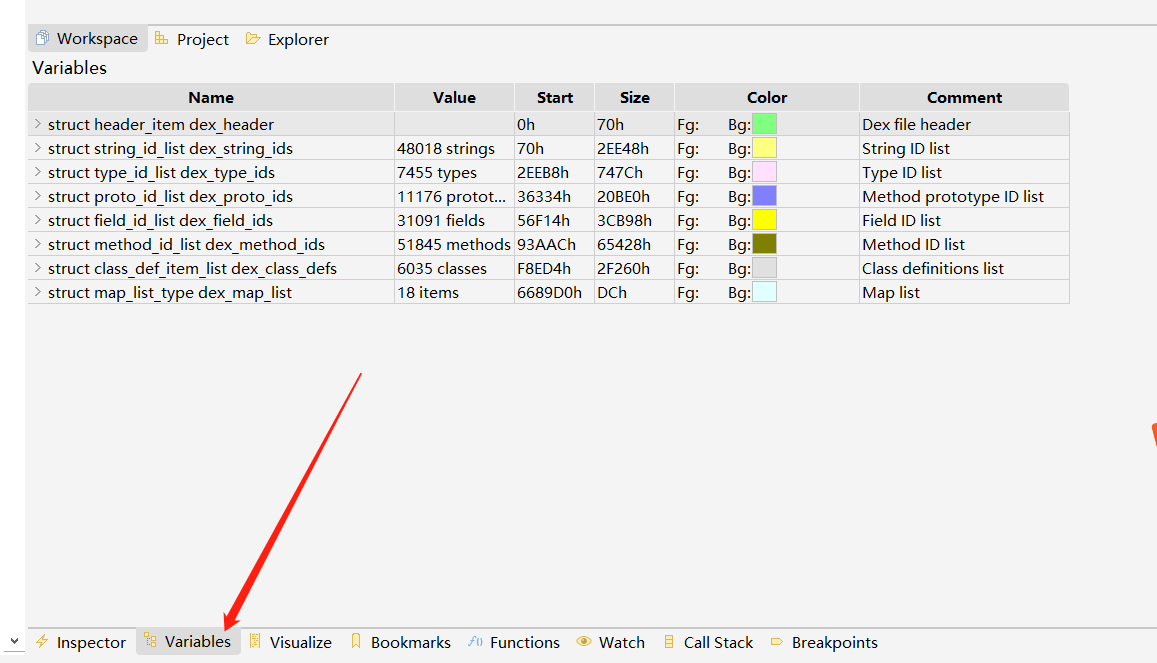 Workspace Project Explorer
Variables
Name Value Start Size Color Comment
struct header_item dex_header 0h 70h Fg: Bg: Dex file header
struct string_id_list dex_string_ids 48018 strings 70h 2EE48h Fg: Bg: String ID list
struct type_id_list dex_type_ids 7455 types 2EEB8h 747Ch Fg: Bg: Type ID list
struct proto_id_list dex_proto_ids 11176 protot... 36334h 20BE0h Fg: Bg: Method prototype ID list
struct field_id_list dex_field_ids 31091 fields 56F14h 3CB98h Fg: Bg: Field ID list
struct method_id_list dex_method_ids 51845 methods 93AACh 65428h Fg: Bg: Method ID list
struct class_def_item_list dex_class_defs 6035 classes F8ED4h 2F260h Fg: Bg: Class definitions list
struct map_list_type dex_map_list 18 items 6689D0h DCh Fg: Bg: Map list
Inspector Variables Visualize Bookmarks Functions Watch Call Stack Breakpoints